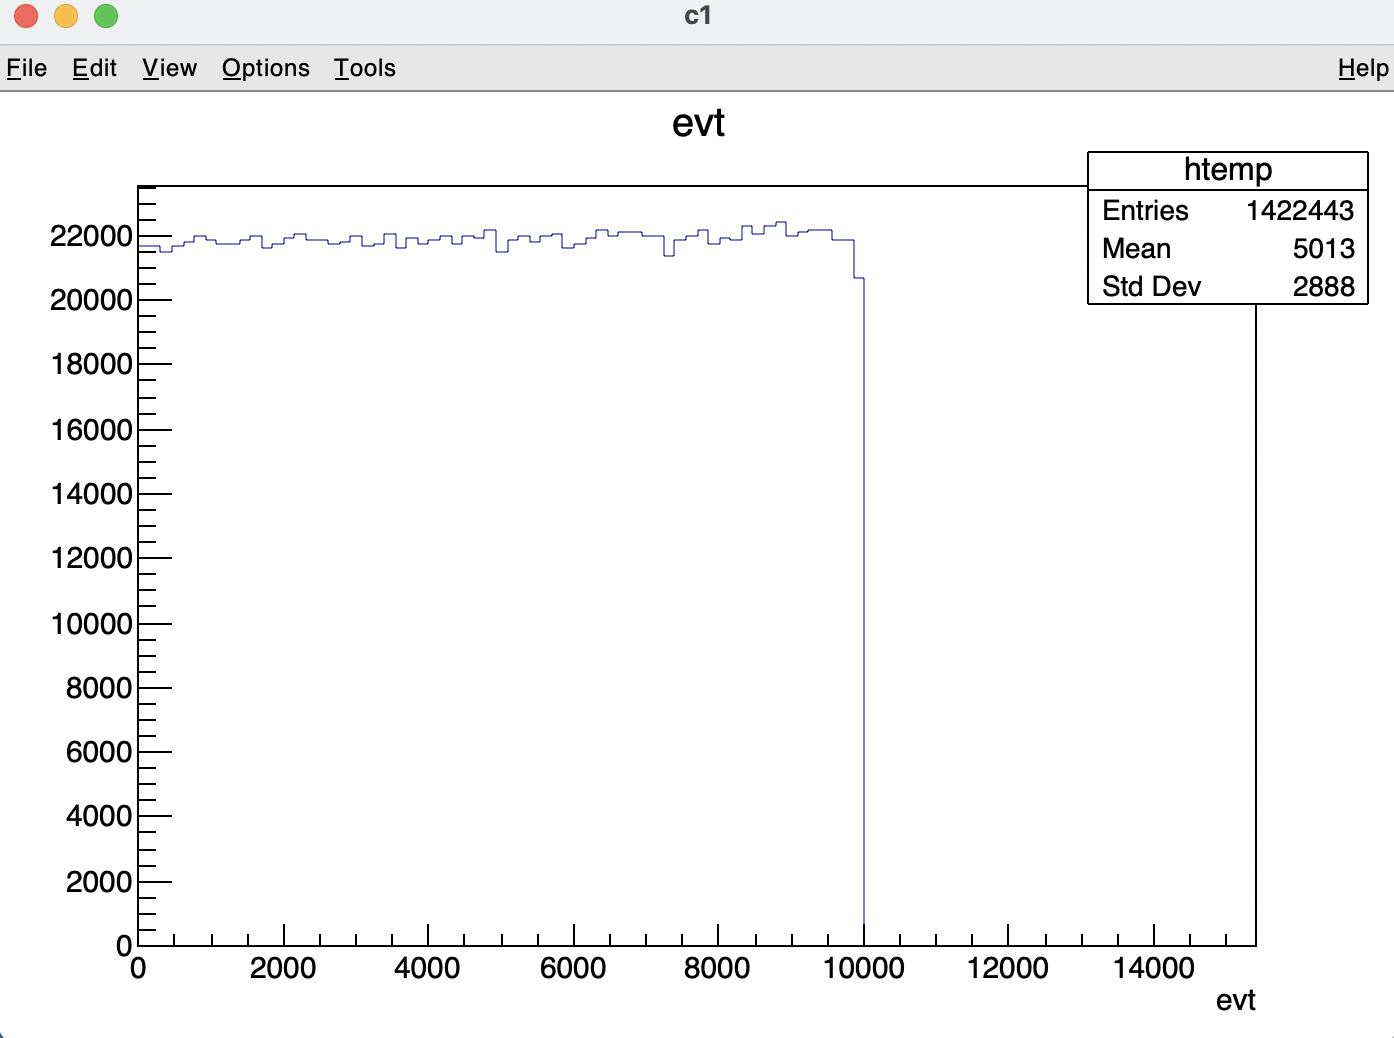 c1
File Edit View Options Tools Help
evt
htemp
Entries 1422443
Mean 5013
Std Dev 2888
22000
20000
18000
16000
14000
12000
10000
8000
6000
4000
2000
0
0 2000 4000 6000 8000 10000 12000 14000
evt